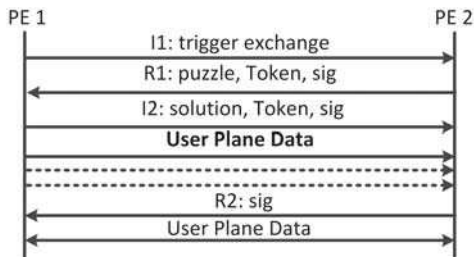 PE 1 PE 2
I1: trigger exchange
R1: puzzle, Token, sig
I2: solution, Token, sig
User Plane Data
R2: sig
User Plane Data